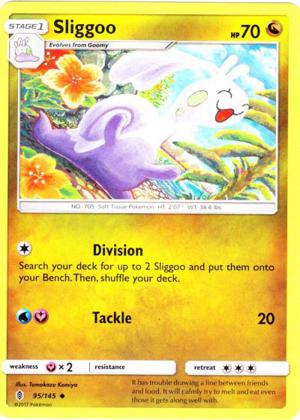 STAGE 1
Sliggoo
HP 70
Evolves from Goomy
NO. 705 Soft Tissue Pokémon HT: 2'07" WT: 38.6 lbs.
Division
Search your deck for up to 2 Sliggoo and put them onto
your Bench. Then, shuffle your deck.
Tackle 20
weakness × 2 resistance retreat
Illus. Tomokazu Komiya
95/145
©2017 Pokémon
It has trouble drawing a line between friends
and food. It will calmly try to melt and eat even
those it gets along well with.